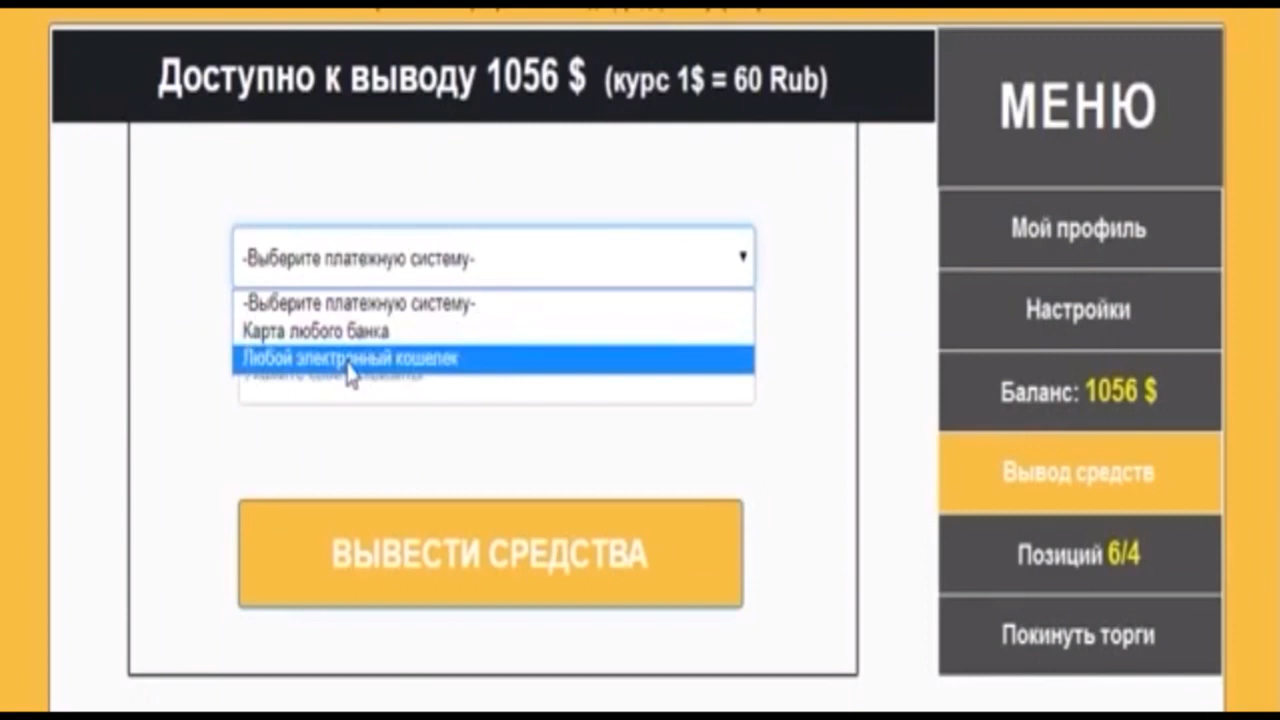 Доступно к выводу 1056 $ (курс 1$ = 60 Rub)
-Выберите платежную систему-
-Выберите платежную систему-
Карта любого банка
Любой электронный кошелек
ВЫВЕСТИ СРЕДСТВА
МЕНЮ
Мой профиль
Настройки
Баланс: 1056 $
Вывод средств
Позиций 6/4
Покинуть торги